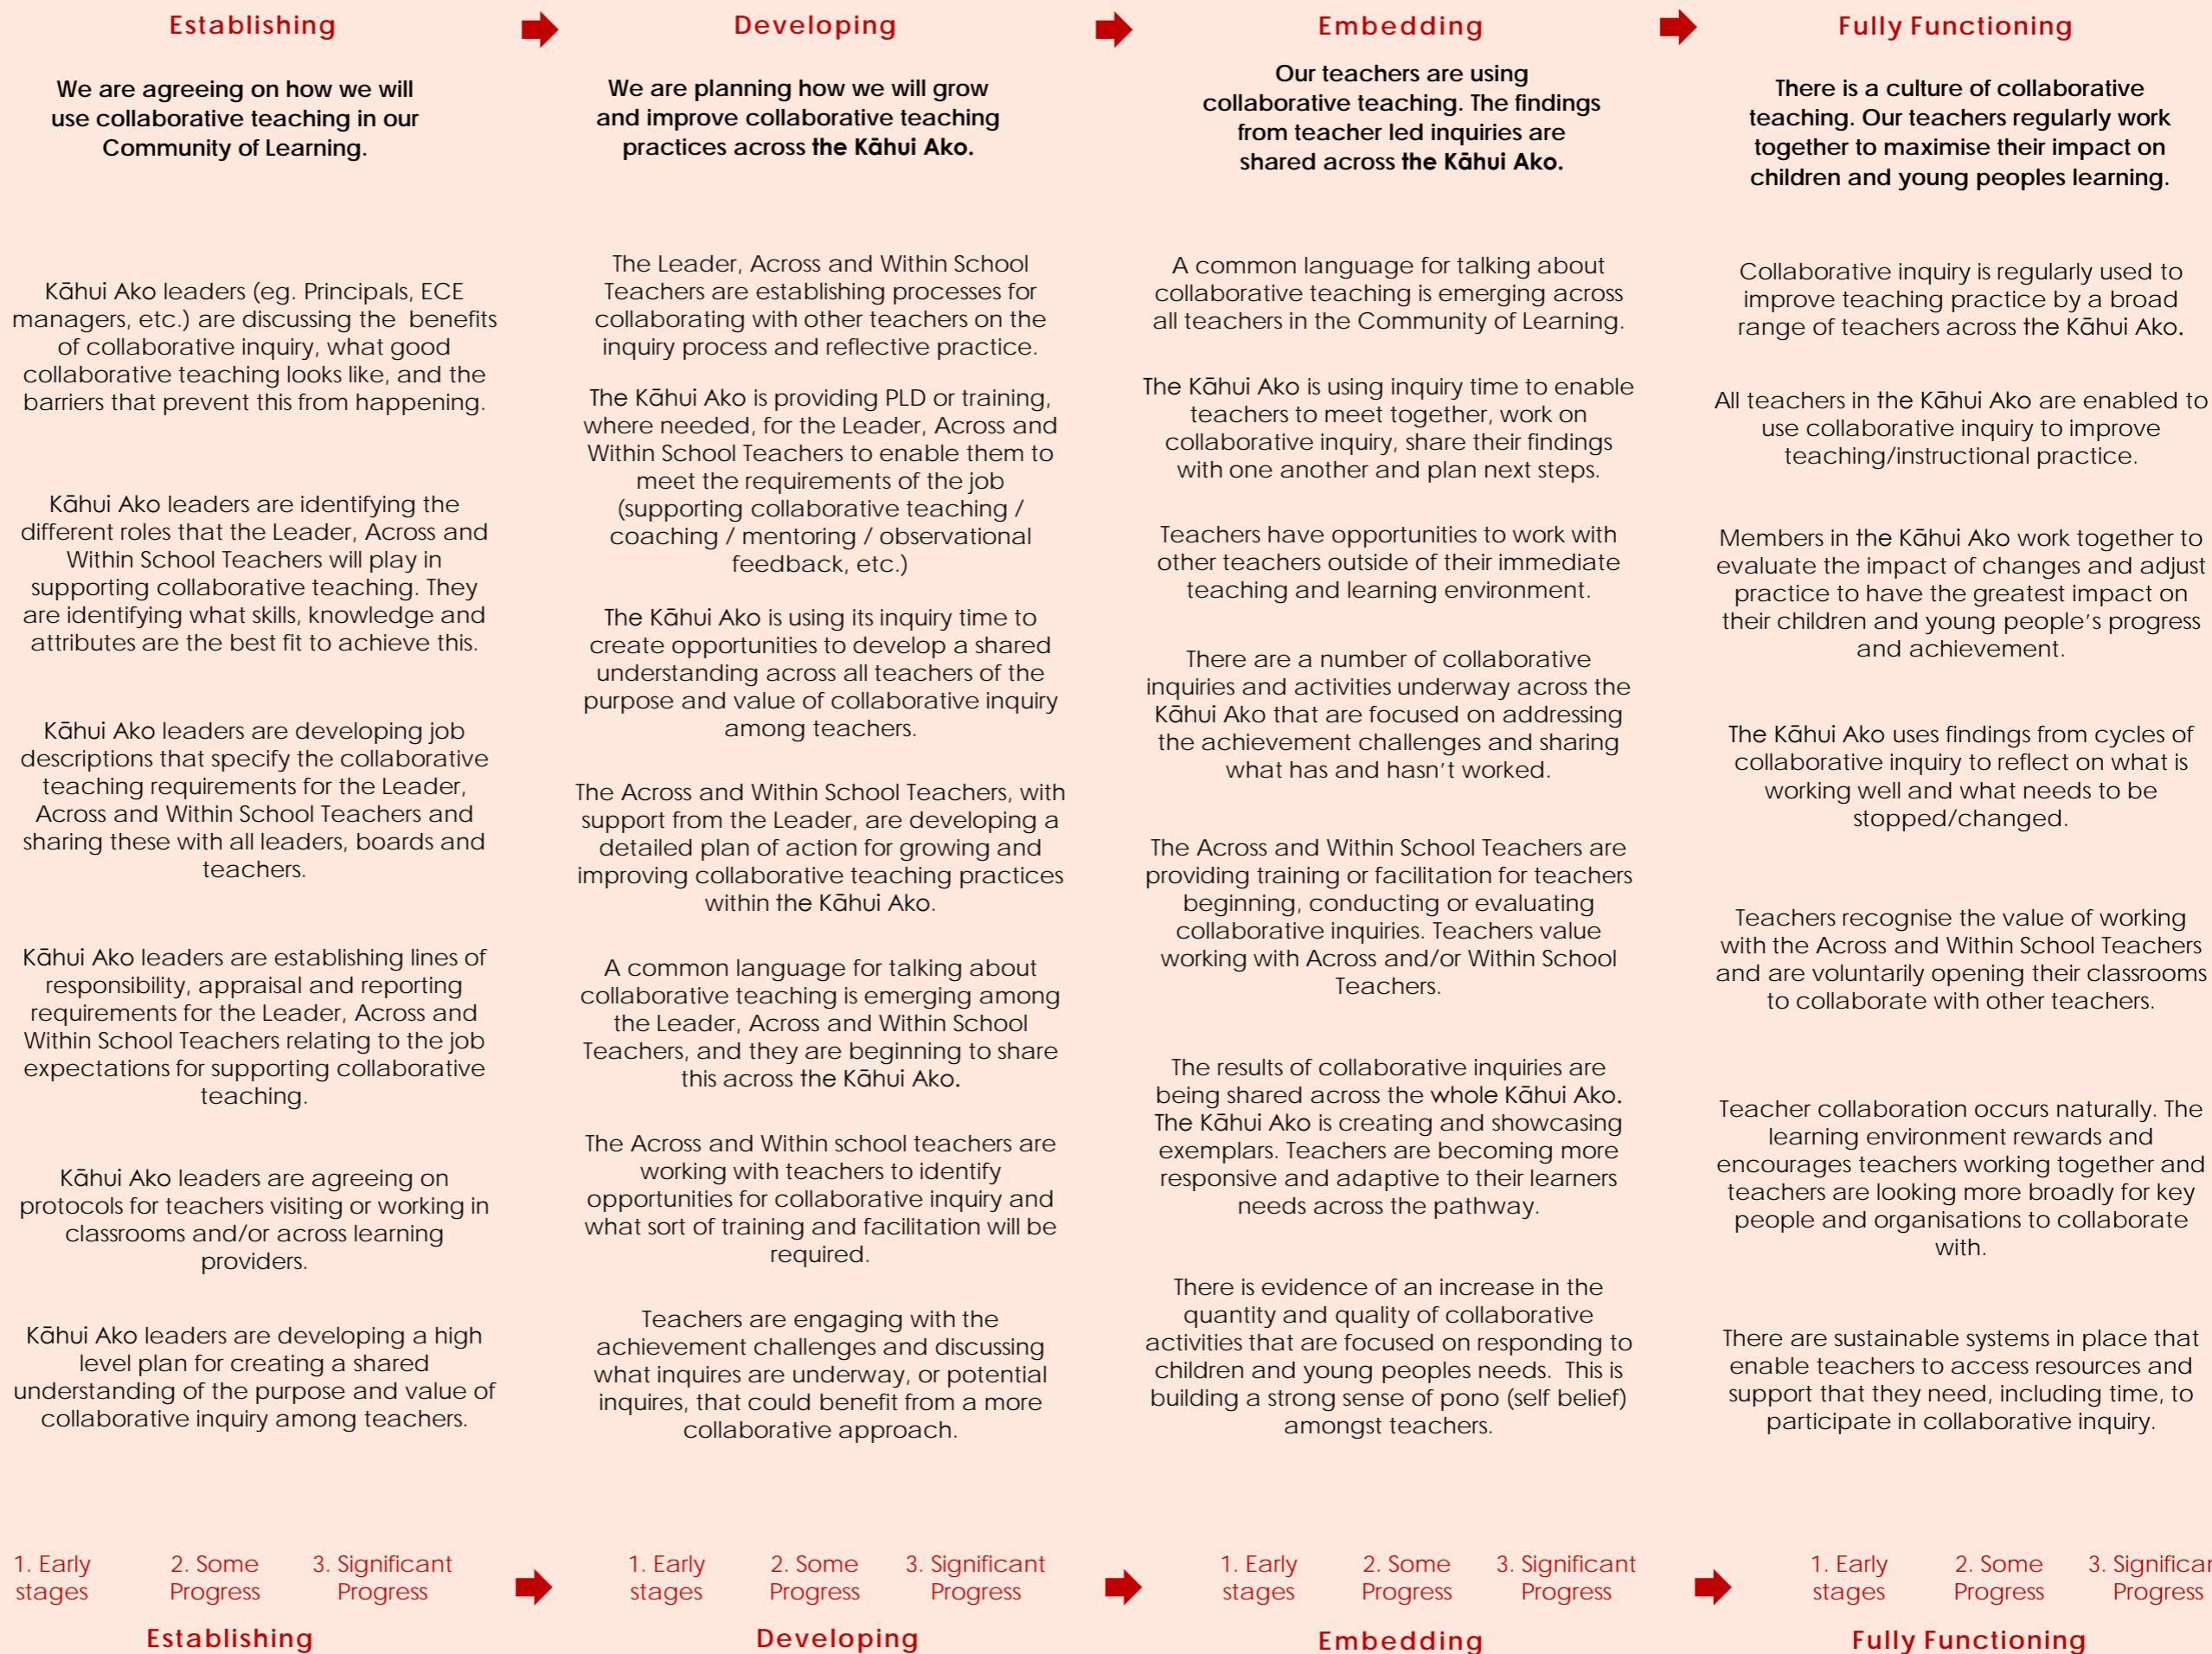 Establishing
We are agreeing on how we will
use collaborative teaching in our
Community of Learning.
Kāhui Ako leaders (eg. Principals, ECE
managers, etc.) are discussing the benefits
of collaborative inquiry, what good
collaborative teaching looks like, and the
barriers that prevent this from happening.
Kāhui Ako leaders are identifying the
different roles that the Leader, Across and
Within School Teachers will play in
supporting collaborative teaching. They
are identifying what skills, knowledge and
attributes are the best fit to achieve this.
Kāhui Ako leaders are developing job
descriptions that specify the collaborative
teaching requirements for the Leader,
Across and Within School Teachers and
sharing these with all leaders, boards and
teachers.
Kāhui Ako leaders are establishing lines of
responsibility, appraisal and reporting
requirements for the Leader, Across and
Within School Teachers relating to the job
expectations for supporting collaborative
teaching.
Kāhui Ako leaders are agreeing on
protocols for teachers visiting or working in
classrooms and/or across learning
providers.
Kāhui Ako leaders are developing a high
level plan for creating a shared
understanding of the purpose and value of
collaborative inquiry among teachers.
1. Early
stages
2. Some
Progress
3. Significant
Progress
Establishing
Developing
We are planning how we will grow
and improve collaborative teaching
practices across the Kāhui Ako.
The Leader, Across and Within School
Teachers are establishing processes for
collaborating with other teachers on the
inquiry process and reflective practice.
The Kāhui Ako is providing PLD or training,
where needed, for the Leader, Across and
Within School Teachers to enable them to
meet the requirements of the job
(supporting collaborative teaching /
coaching / mentoring / observational
feedback, etc.)
The Kāhui Ako is using its inquiry time to
create opportunities to develop a shared
understanding across all teachers of the
purpose and value of collaborative inquiry
among teachers.
The Across and Within School Teachers, with
support from the Leader, are developing a
detailed plan of action for growing and
improving collaborative teaching practices
within the Kāhui Ako.
A common language for talking about
collaborative teaching is emerging among
the Leader, Across and Within School
Teachers, and they are beginning to share
this across the Kāhui Ako.
The Across and Within school teachers are
working with teachers to identify
opportunities for collaborative inquiry and
what sort of training and facilitation will be
required.
Teachers are engaging with the
achievement challenges and discussing
what inquires are underway, or potential
inquires, that could benefit from a more
collaborative approach.
1. Early
stages
2. Some
Progress
3. Significant
Progress
Developing
Embedding
Our teachers are using
collaborative teaching. The findings
from teacher led inquiries are
shared across the Kāhui Ako.
A common language for talking about
collaborative teaching is emerging across
all teachers in the Community of Learning.
The Kāhui Ako is using inquiry time to enable
teachers to meet together, work on
collaborative inquiry, share their findings
with one another and plan next steps.
Teachers have opportunities to work with
other teachers outside of their immediate
teaching and learning environment.
There are a number of collaborative
inquiries and activities underway across the
Kāhui Ako that are focused on addressing
the achievement challenges and sharing
what has and hasn't worked.
The Across and Within School Teachers are
providing training or facilitation for teachers
beginning, conducting or evaluating
collaborative inquiries. Teachers value
working with Across and/or Within School
Teachers.
The results of collaborative inquiries are
being shared across the whole Kāhui Ako.
The Kāhui Ako is creating and showcasing
exemplars. Teachers are becoming more
responsive and adaptive to their learners
needs across the pathway.
There is evidence of an increase in the
quantity and quality of collaborative
activities that are focused on responding to
children and young peoples needs. This is
building a strong sense of pono (self belief)
amongst teachers.
1. Early
stages
2. Some
Progress
3. Significant
Progress
Embedding
Fully Functioning
There is a culture of collaborative
teaching. Our teachers regularly work
together to maximise their impact on
children and young peoples learning.
Collaborative inquiry is regularly used to
improve teaching practice by a broad
range of teachers across the Kāhui Ako.
All teachers in the Kāhui Ako are enabled to
use collaborative inquiry to improve
teaching/instructional practice.
Members in the Kāhui Ako work together to
evaluate the impact of changes and adjust
practice to have the greatest impact on
their children and young people's progress
and achievement.
The Kāhui Ako uses findings from cycles of
collaborative inquiry to reflect on what is
working well and what needs to be
stopped/changed.
Teachers recognise the value of working
with the Across and Within School Teachers
and are voluntarily opening their classrooms
to collaborate with other teachers.
Teacher collaboration occurs naturally. The
learning environment rewards and
encourages teachers working together and
teachers are looking more broadly for key
people and organisations to collaborate
with.
There are sustainable systems in place that
enable teachers to access resources and
support that they need, including time, to
participate in collaborative inquiry.
1. Early
stages
2. Some
Progress
3. Significan
Progress
Fully Functioning